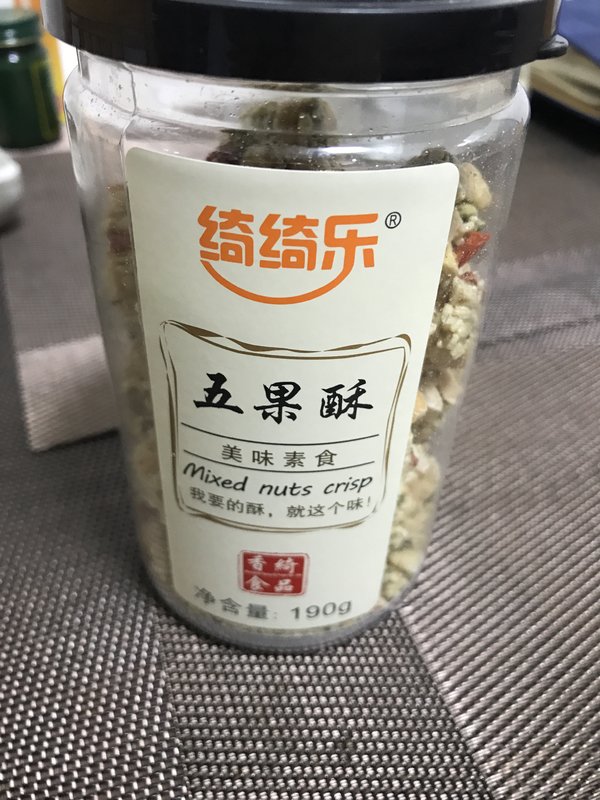 绮绮乐®
五果酥
美味素食
Mixed nuts crisp
我要的酥，就这个味！
香綺
食品
净含量：190g